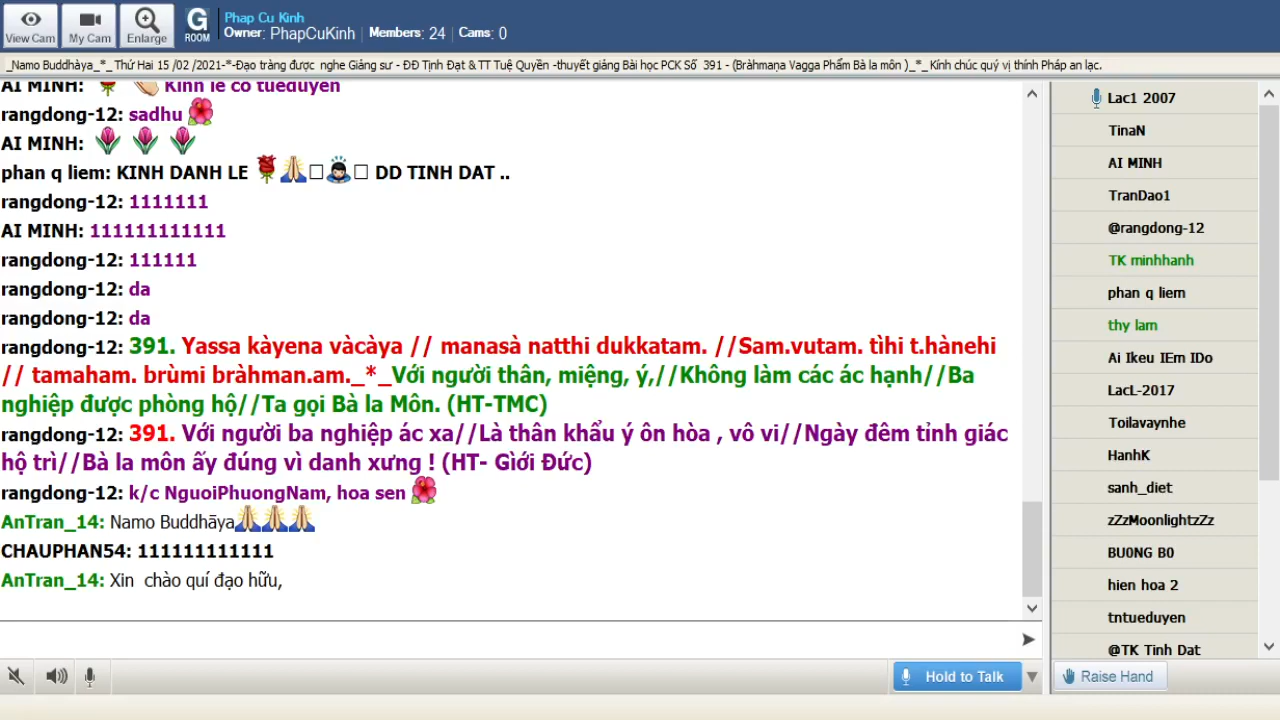 View Cam
My Cam
Enlarge
G
ROOM
Phap Cu Kinh
Owner: PhapCuKinh | Members: 24 | Cams: 0
_Namo Buddhàya_*_ Thứ Hai 15 /02 /2021-*-Đạo tràng được nghe Giảng sư - ĐĐ Tịnh Đạt & TT Tuệ Quyền -thuyết giảng Bài học PCK Số 391 - (Bràhmaṇa Vagga Phẩm Bà la môn )_*_ Kính chúc quý vị thính Pháp an lạc.
AI MINH: Kinh le co tueduyen
rangdong-12: sadhu
AI MINH:
phan q liem: KINH DANH LE DD TINH DAT ..
rangdong-12: 1111111
AI MINH: 111111111111
rangdong-12: 111111
rangdong-12: da
rangdong-12: da
rangdong-12: 391. Yassa kàyena vàcàya // manasà natthi dukkatam. //Sam.vutam. tìhi t.hànehi
// tamaham. brùmi bràhman.am._*_Với người thân, miệng, ý,//Không làm các ác hạnh//Ba
nghiệp được phòng hộ//Ta gọi Bà la Môn. (HT-TMC)
rangdong-12: 391. Với người ba nghiệp ác xa//Là thân khẩu ý ôn hòa , vô vi//Ngày đêm tỉnh giác
hộ trì//Bà la môn ấy đúng vì danh xưng ! (HT- Giới Đức)
rangdong-12: k/c NguoiPhuongNam, hoa sen
AnTran_14: Namo Buddhāya
CHAUPHAN54: 111111111111
AnTran_14: Xin chào quí đạo hữu,
Hold to Talk
Lac1 2007
TinaN
AI MINH
TranDao1
@rangdong-12
TK minhhanh
phan q liem
thy lam
Ai Ikeu IEm IDo
LacL-2017
Toilavaynhe
HanhK
sanh_diet
zZzMoonlightzZz
BU0NG B0
hien hoa 2
tntueduyen
@TK Tinh Dat
Raise Hand